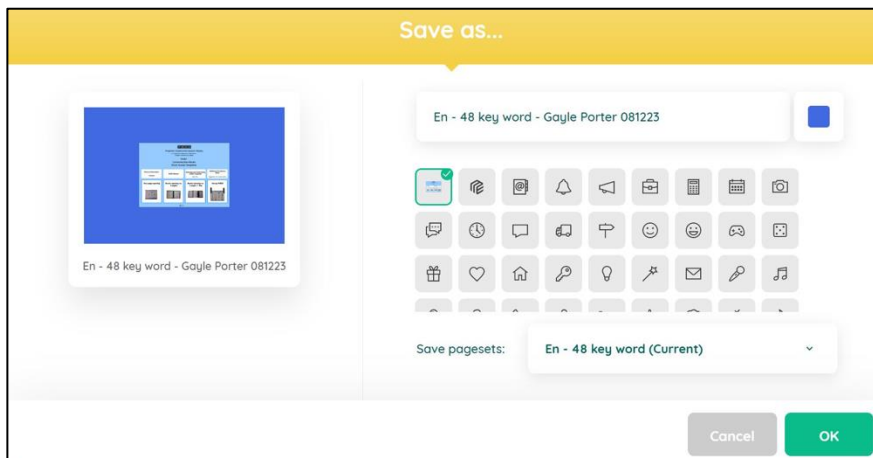 Save as...
En - 48 key word - Gayle Porter 081223
En - 48 key word - Gayle Porter 081223
Save pagesets:
En - 48 key word (Current)
Cancel
OK